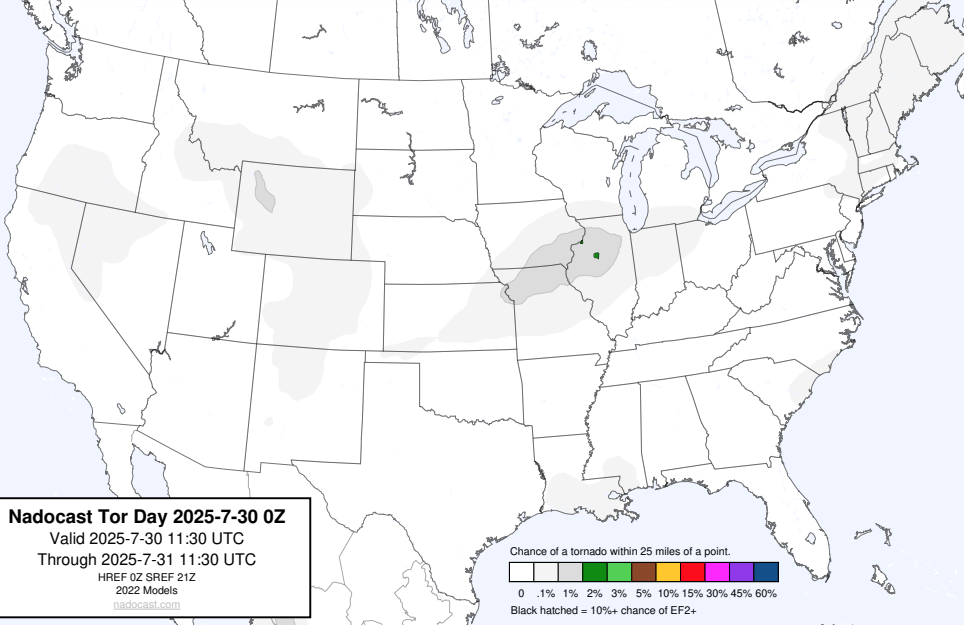 Nadocast Tor Day 2025-7-30 0Z
Valid 2025-7-30 11:30 UTC
Through 2025-7-31 11:30 UTC
HREF 0Z SREF 21Z
2022 Models
nadocast.com
Chance of a tornado within 25 miles of a point.
0 .1% 1% 2% 3% 5% 10% 15% 30% 45% 60%
Black hatched = 10%+ chance of EF2+